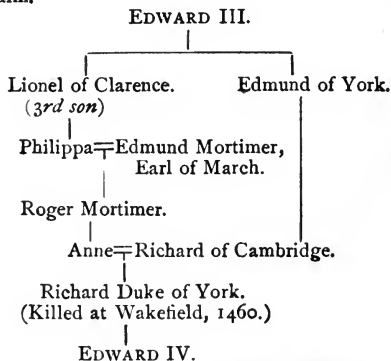 EDWARD III.
Lionel of Clarence. Edmund of York.
(3rd son)
Philippa=Edmund Mortimer,
Earl of March.
Roger Mortimer.
Anne=Richard of Cambridge.
Richard Duke of York.
(Killed at Wakefield, 1460.)
EDWARD IV.